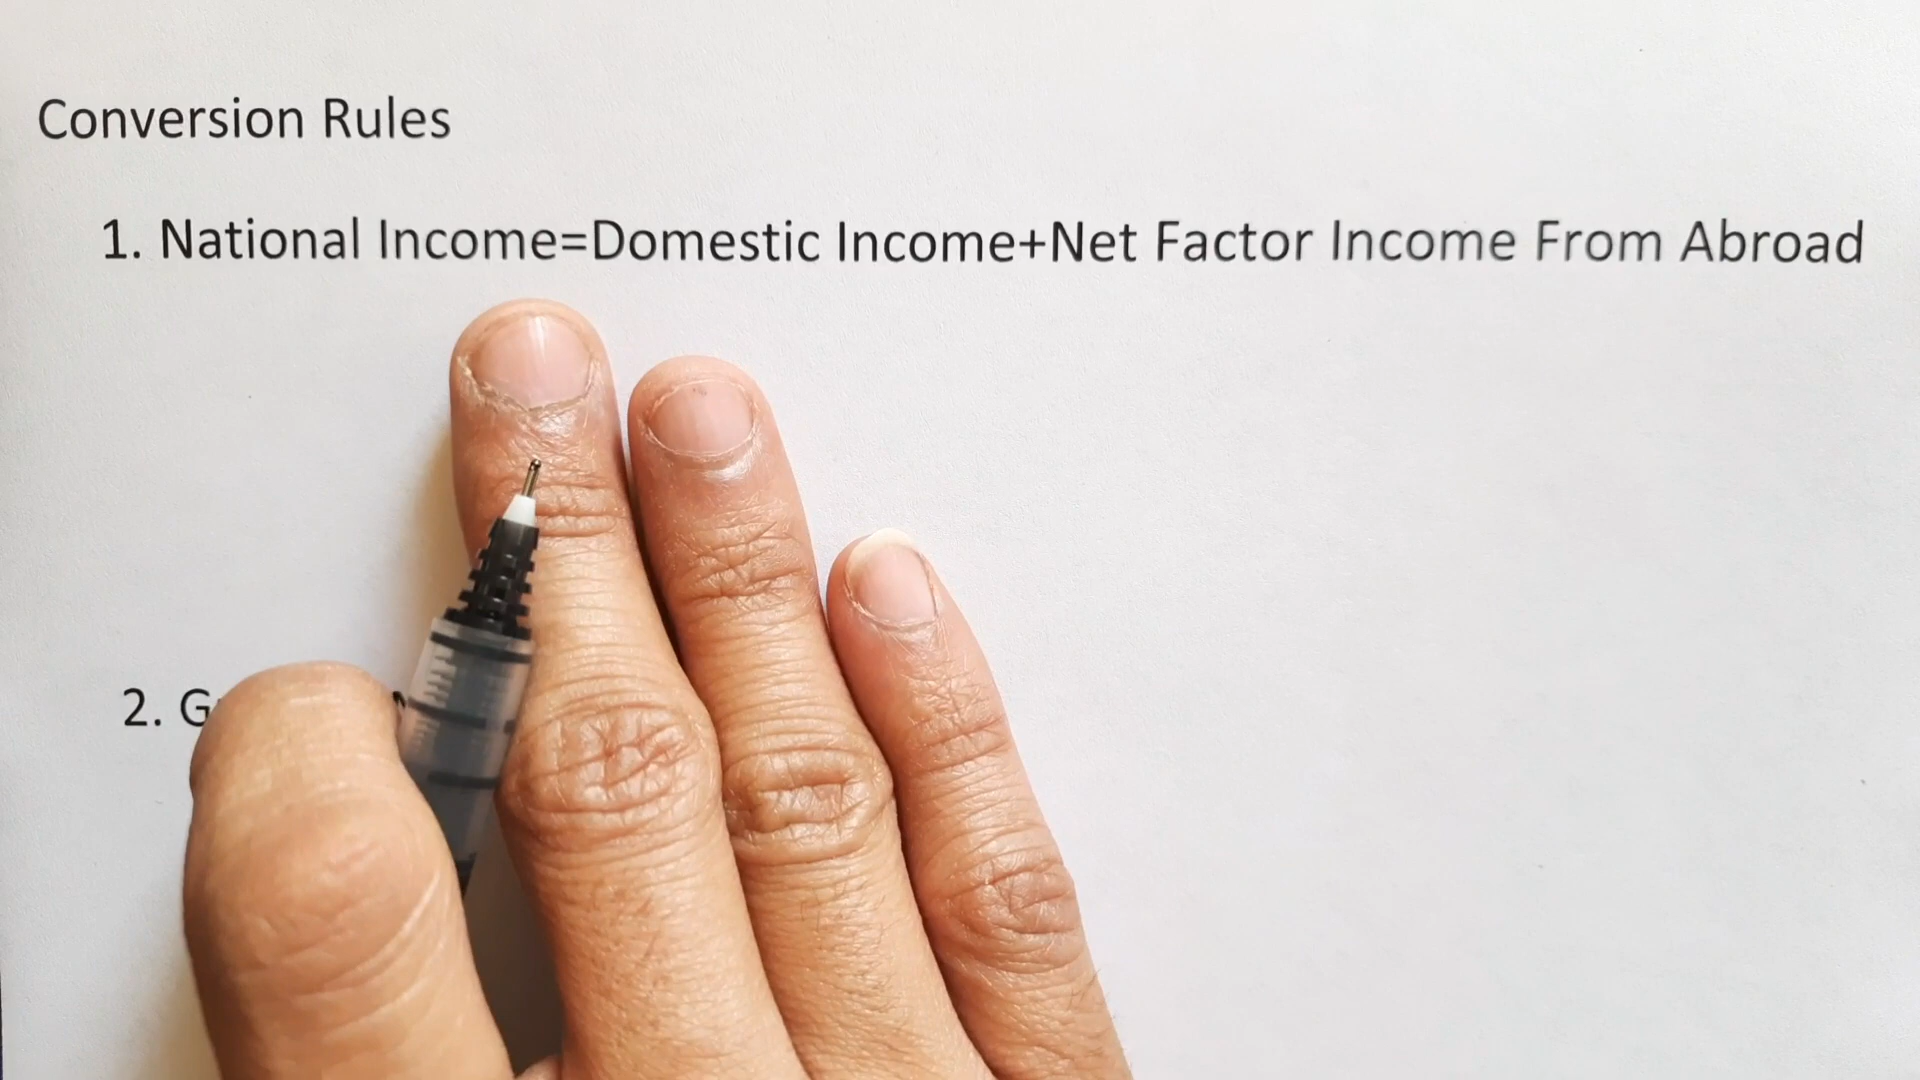 Conversion Rules
1. National Income=Domestic Income+Net Factor Income From Abroad
2.